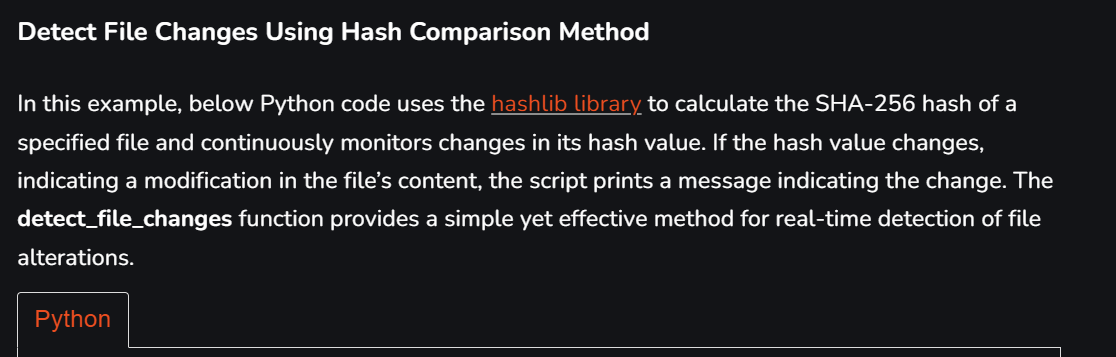 Detect File Changes Using Hash Comparison Method
In this example, below Python code uses the hashlib library to calculate the SHA-256 hash of a
specified file and continuously monitors changes in its hash value. If the hash value changes,
indicating a modification in the file’s content, the script prints a message indicating the change. The
detect_file_changes function provides a simple yet effective method for real-time detection of file
alterations.
Python